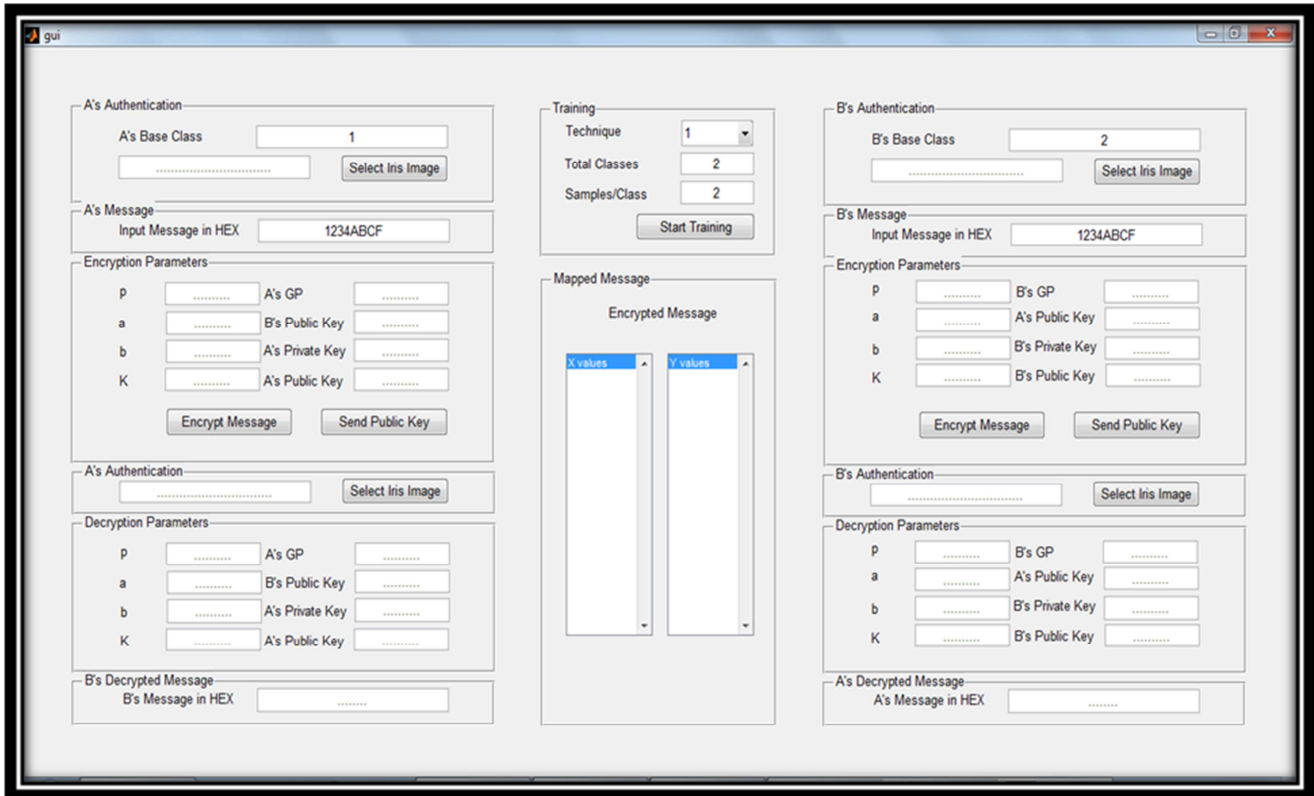 gui
A's Authentication
A's Base Class 1
............................... Select Iris Image
A's Message
Input Message in HEX 1234ABCF
Encryption Parameters
p .......... A's GP ..........
a .......... B's Public Key ..........
b .......... A's Private Key ..........
K .......... A's Public Key ..........
Encrypt Message Send Public Key
A's Authentication
............................... Select Iris Image
Decryption Parameters
p .......... A's GP ..........
a .......... B's Public Key ..........
b .......... A's Private Key ..........
K .......... A's Public Key ..........
B's Decrypted Message
B's Message in HEX ........
Training
Technique 1
Total Classes 2
Samples/Class 2
Start Training
Mapped Message
Encrypted Message
X values Y values
B's Authentication
B's Base Class 2
............................... Select Iris Image
B's Message
Input Message in HEX 1234ABCF
Encryption Parameters
p .......... B's GP ..........
a .......... A's Public Key ..........
b .......... B's Private Key ..........
K .......... B's Public Key ..........
Encrypt Message Send Public Key
B's Authentication
............................... Select Iris Image
Decryption Parameters
p .......... B's GP ..........
a .......... A's Public Key ..........
b .......... B's Private Key ..........
K .......... B's Public Key ..........
A's Decrypted Message
A's Message in HEX ........